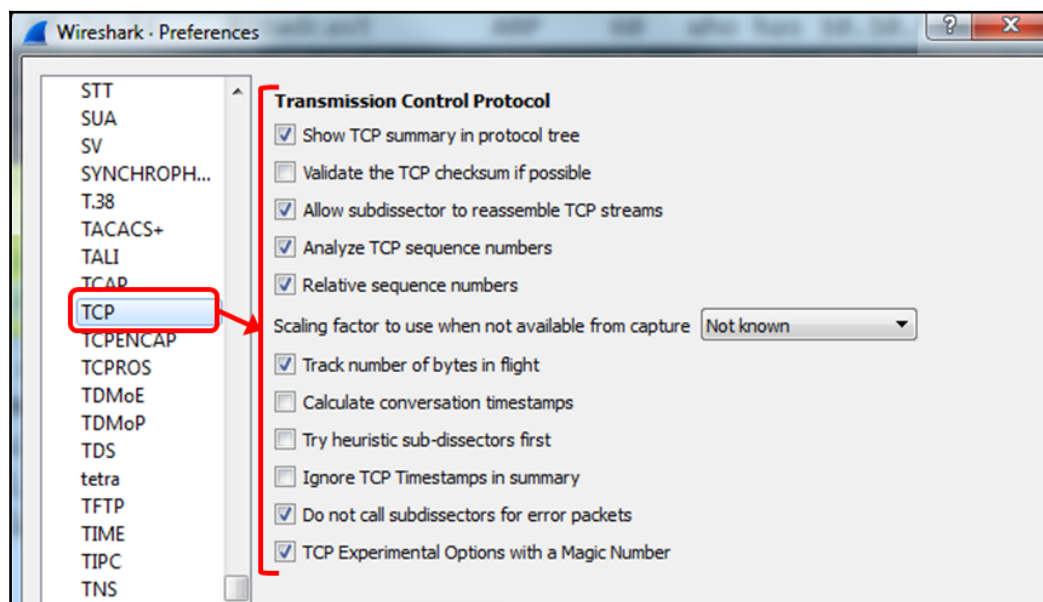 Wireshark · Preferences
who has 10.10.
STT
SUA
SV
SYNCHROPH...
T.38
TACACS+
TALI
TCAP
TCP
TCPENCAP
TCPROS
TDMoE
TDMoP
TDS
tetra
TFTP
TIME
TIPC
TNS
Transmission Control Protocol
Show TCP summary in protocol tree
Validate the TCP checksum if possible
Allow subdissector to reassemble TCP streams
Analyze TCP sequence numbers
Relative sequence numbers
Scaling factor to use when not available from capture Not known
Track number of bytes in flight
Calculate conversation timestamps
Try heuristic sub-dissectors first
Ignore TCP Timestamps in summary
Do not call subdissectors for error packets
TCP Experimental Options with a Magic Number